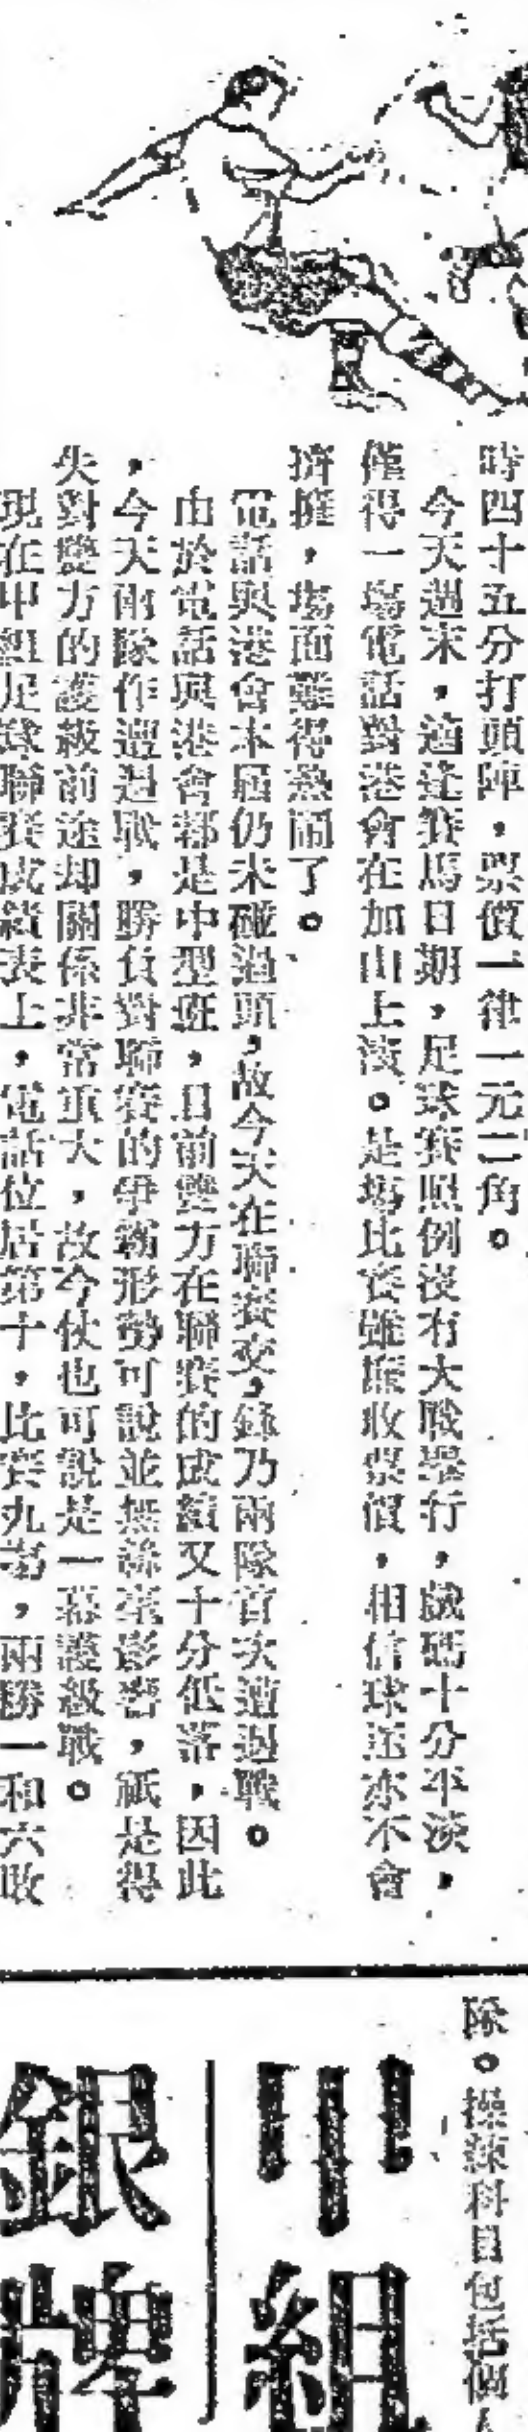 時四十五分打頭陣，票價一律一元二角。
今天週末，適逢賽馬日期，足球賽照例沒有大戰舉行，戲碼十分平淡，
僅得一場電話對港會在加山上演。是場比賽雖廉收票價，相信球迷亦不會
擠擁，場面難得熱鬧了。
電話與港會本屆仍未碰過頭，故今天在聯賽交鋒乃兩隊首次遭遇戰。
由於電話與港會都是中型班，目前雙方在聯賽的成績又十分低落，因此
，今天兩隊作遭遇戰，勝負對聯賽的爭霸形勢可說並無絲毫影響，祇是得
失對雙方的護級前途却關係非常重大，故今仗也可說是一幕護級戰。
現在甲組足球聯賽成績表上，電話位居第十，比賽九場，兩勝一和六敗
除。操練科目包括個人
小組
銀牌